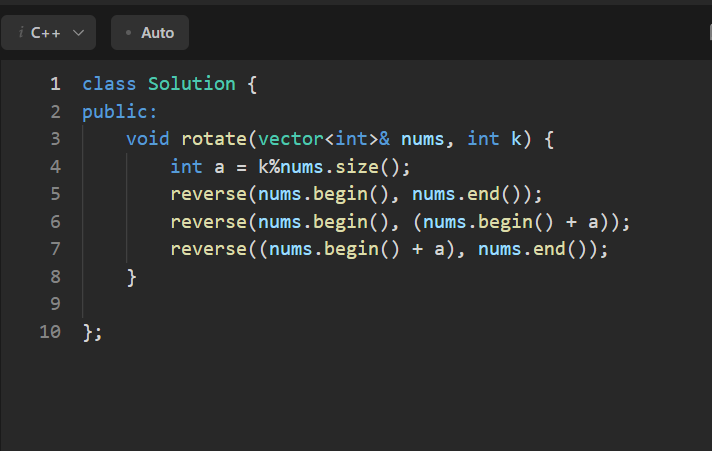 i C++ Auto
1 class Solution {
2 public:
3     void rotate(vector<int>& nums, int k) {
4         int a = k%nums.size();
5         reverse(nums.begin(), nums.end());
6         reverse(nums.begin(), (nums.begin() + a));
7         reverse((nums.begin() + a), nums.end());
8     }
9
10 };